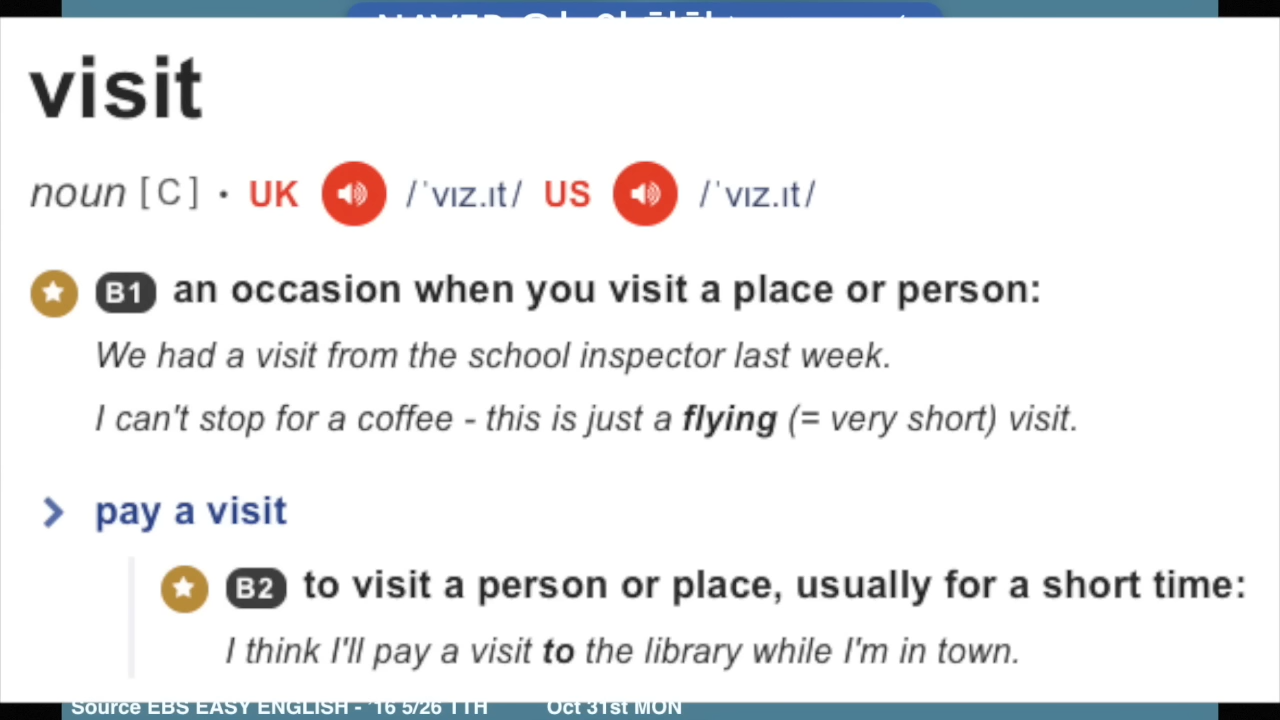 visit
noun [C] · UK /ˈvɪz.ɪt/ US /ˈvɪz.ɪt/
B1 an occasion when you visit a place or person:
We had a visit from the school inspector last week.
I can't stop for a coffee - this is just a flying (= very short) visit.
pay a visit
B2 to visit a person or place, usually for a short time:
I think I'll pay a visit to the library while I'm in town.
Source EBS EASY ENGLISH - '16 5/26 TTH Oct 31st MON